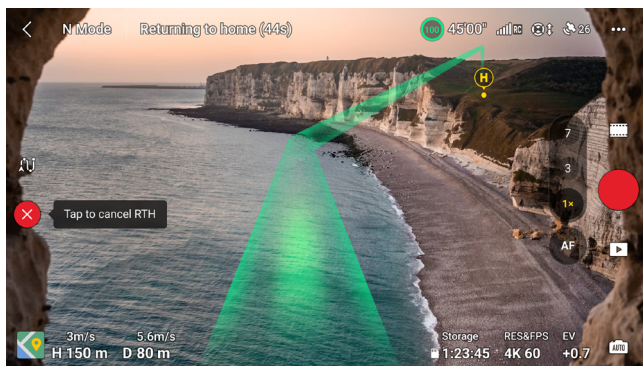 N Mode
Returning to home (44s)
100
45'00"
RC
26
H
7
3
1×
AF
Tap to cancel RTH
3m/s
5.6m/s
H 150 m
D 80 m
Storage
1:23:45
RES&FPS
4K 60
EV
+0.7
AUTO